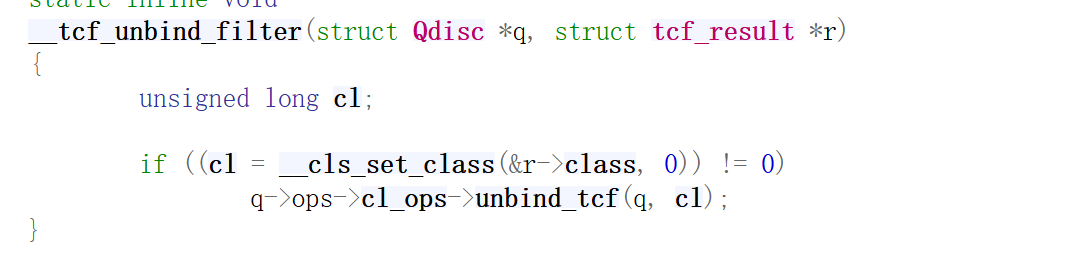 static inline void
__tcf_unbind_filter(struct Qdisc *q, struct tcf_result *r)
{
unsigned long cl;
if ((cl = __cls_set_class(&r->class, 0)) != 0)
q->ops->cl_ops->unbind_tcf(q, cl);
}